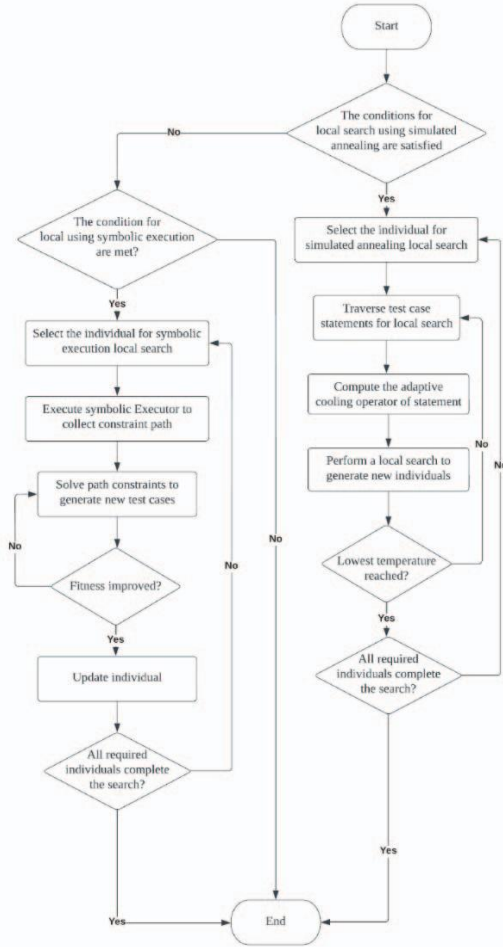 Start
The conditions for
local search using simulated
annealing are satisfied
No
Yes
The condition for
local using symbolic execution
are met?
Select the individual for
simulated annealing local search
Yes
Traverse test case
statements for local search
Select the individual for symbolic
execution local search
Compute the adaptive
cooling operator of statement
Execute symbolic Executor to
collect constraint path
No
Perform a local search to
generate new individuals
No
Solve path constraints to
generate new test cases
No
No
No
Fitness improved?
Lowest temperature
reached?
Yes
Yes
Update individual
All required
individuals complete
the search?
All required
individuals complete
the search?
Yes
Yes
End